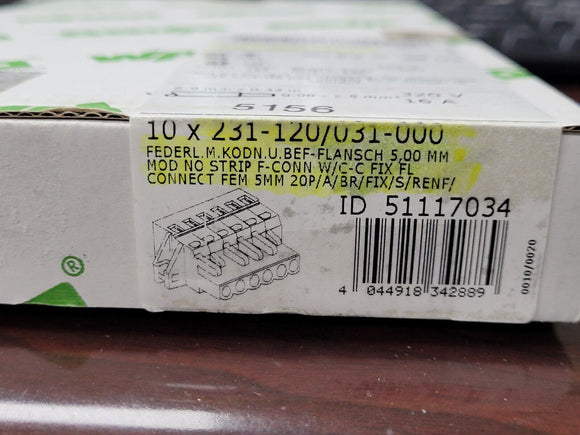 5156
10 x 231-120/031-000
FEDERL.M.KODN.U.BEF-FLANSCH 5,00 MM
MOD NO STRIP F-CONN W/C-C FIX FL
CONNECT FEM 5MM 20P/A/BR/FIX/S/RENF/
ID 51117034
4 044918 342889
0010/0020
®